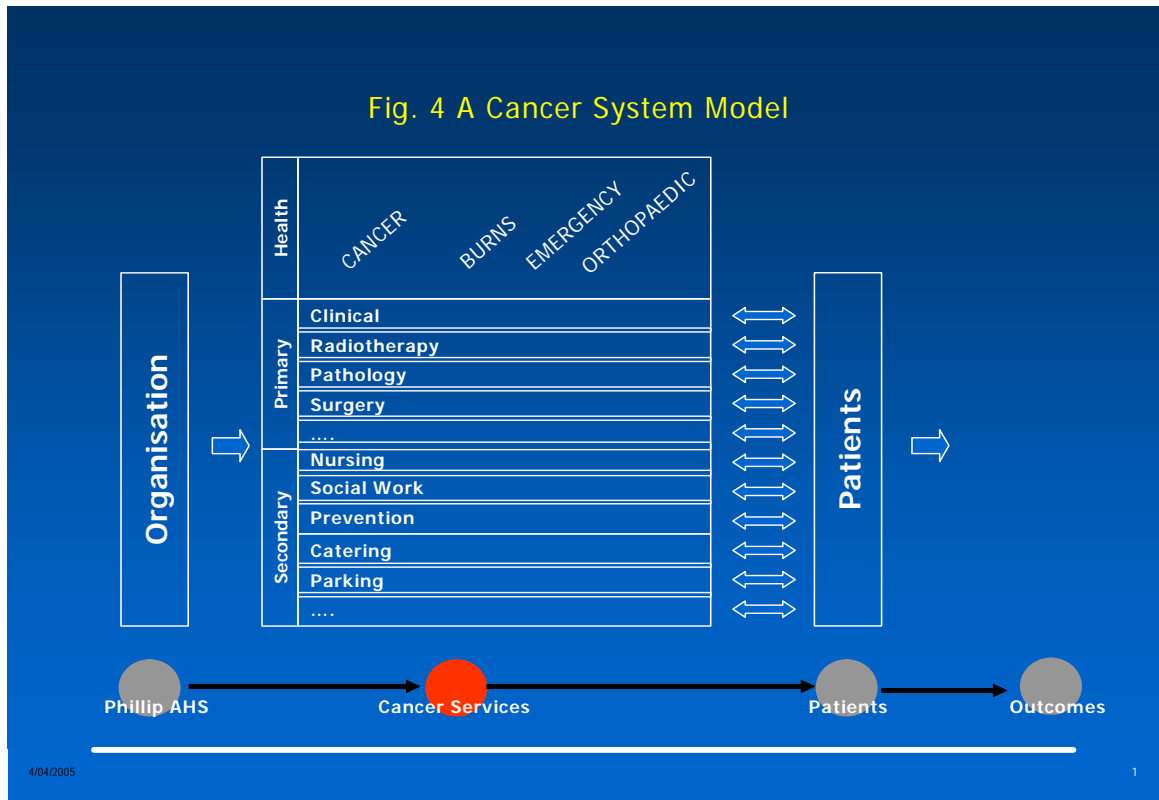 Fig. 4 A Cancer System Model
Health
CANCER
BURNS
EMERGENCY
ORTHOPAEDIC
Organisation
Primary
Clinical
Radiotherapy
Pathology
Surgery
....
Secondary
Nursing
Social Work
Prevention
Catering
Parking
....
Patients
Phillip AHS
Cancer Services
Patients
Outcomes
4/04/2005
1